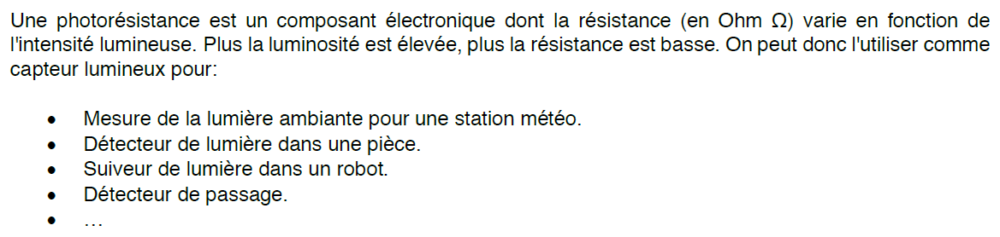 Une photorésistance est un composant électronique dont la résistance (en Ohm Ω) varie en fonction de
l'intensité lumineuse. Plus la luminosité est élevée, plus la résistance est basse. On peut donc l'utiliser comme
capteur lumineux pour:
• Mesure de la lumière ambiante pour une station météo.
• Détecteur de lumière dans une pièce.
• Suiveur de lumière dans un robot.
• Détecteur de passage.
• …